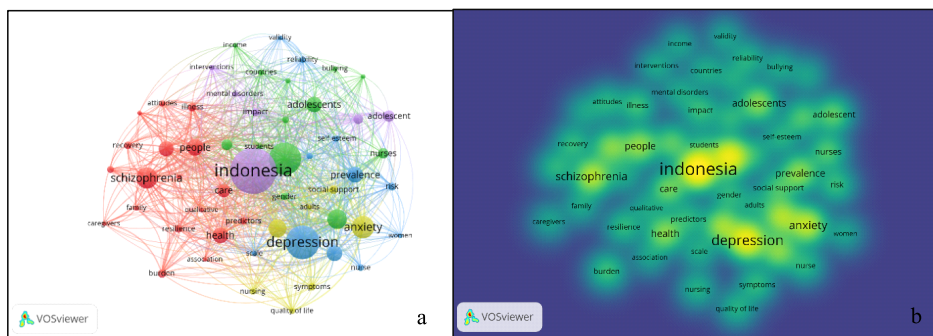 validity
income
reliability
interventions
countries
bullying
mental disorders
attitudes
illness
impact
adolescents
adolescent
self esteem
recovery
people
students
nurses
indonesia
schizophrenia
prevalence
care
social support
risk
family
gender
qualitative
adults
caregivers
predictors
resilience
health
anxiety
women
depression
association
scale
burden
nurse
nursing
symptoms
quality of life
VOSviewer
a
validity
income
reliability
interventions
countries
bullying
mental disorders
attitudes
illness
impact
adolescents
adolescent
self esteem
recovery
people
students
nurses
indonesia
schizophrenia
prevalence
care
social support
risk
gender
family
qualitative
adults
caregivers
predictors
resilience
health
anxiety
women
depression
association
scale
burden
nurse
nursing
symptoms
quality of life
VOSviewer
b